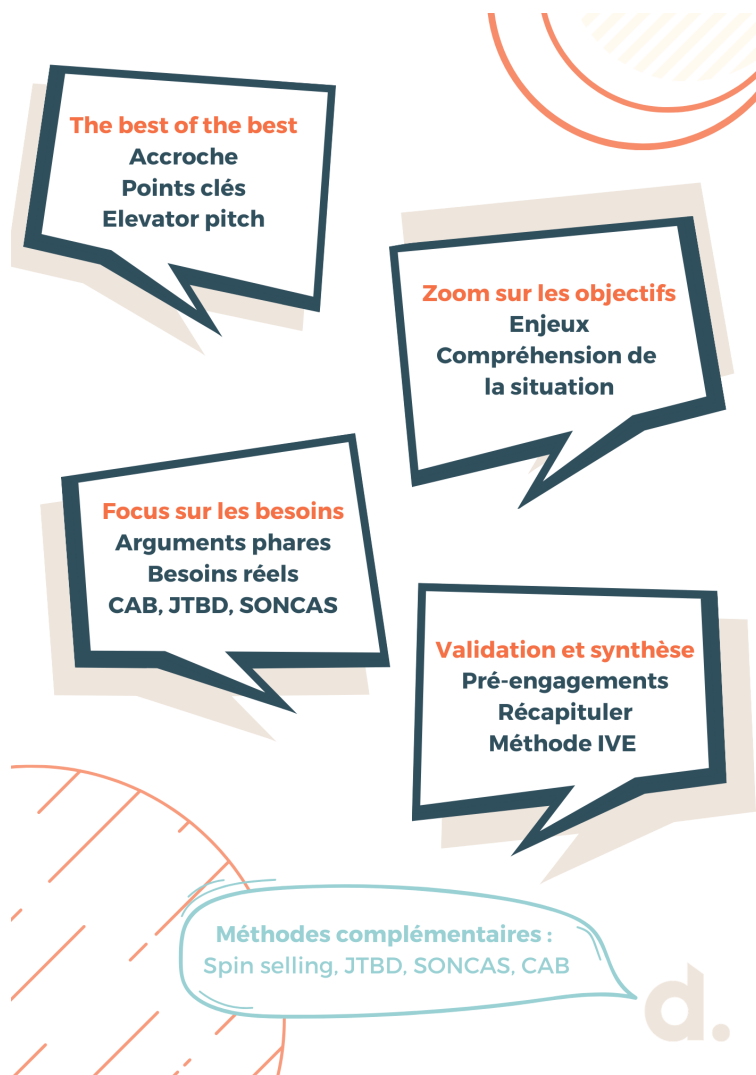 The best of the best
Accroche
Points clés
Elevator pitch
Zoom sur les objectifs
Enjeux
Compréhension de
la situation
Focus sur les besoins
Arguments phares
Besoins réels
CAB, JTBD, SONCAS
Validation et synthèse
Pré-engagements
Récapituler
Méthode IVE
Méthodes complémentaires :
Spin selling, JTBD, SONCAS, CAB
d.